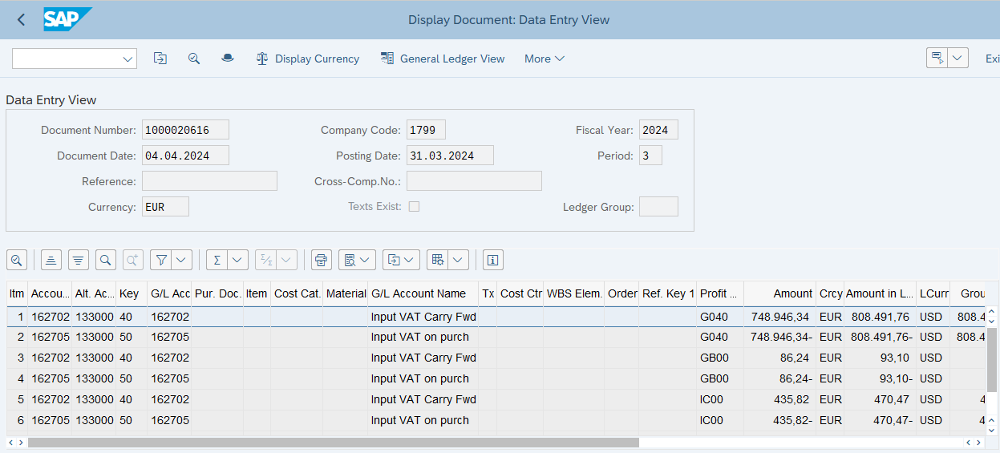 SAP Display Document: Data Entry View
Display Currency General Ledger View More Exi
Data Entry View
Document Number: 1000020616 Company Code: 1799 Fiscal Year: 2024
Document Date: 04.04.2024 Posting Date: 31.03.2024 Period: 3
Reference: Cross-Comp.No.:
Currency: EUR Texts Exist: Ledger Group:
Itm Accou... Alt. Ac... Key G/L Acc Pur. Doc. Item Cost Cat. Material G/L Account Name Tx Cost Ctr WBS Elem. Order Ref. Key 1 Profit ... Amount Crcy Amount in L... LCurr Grou
1 162702 133000 40 162702 Input VAT Carry Fwd G040 748.946,34 EUR 808.491,76 USD 808.4
2 162705 133000 50 162705 Input VAT on purch G040 748.946,34- EUR 808.491,76- USD 808.4
3 162702 133000 40 162702 Input VAT Carry Fwd GB00 86,24 EUR 93,10 USD
4 162705 133000 50 162705 Input VAT on purch GB00 86,24- EUR 93,10- USD
5 162702 133000 40 162702 Input VAT Carry Fwd IC00 435,82 EUR 470,47 USD 4
6 162705 133000 50 162705 Input VAT on purch IC00 435,82- EUR 470,47- USD 4